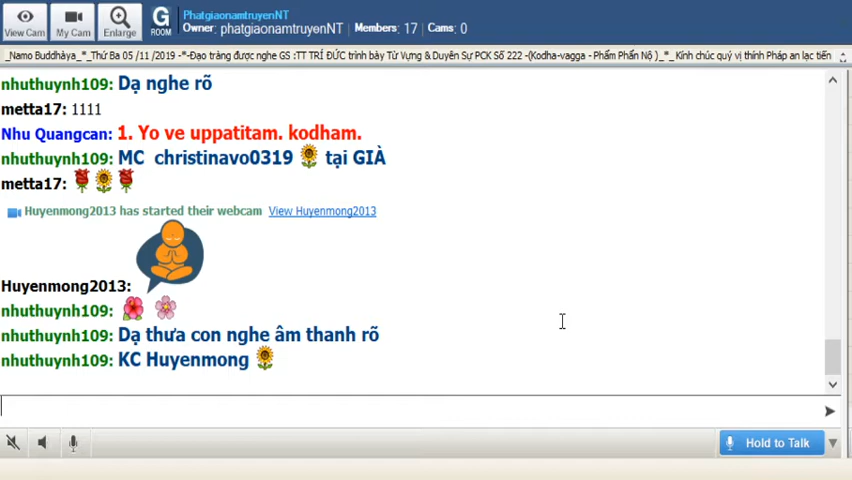 View Cam
My Cam
Enlarge
G
ROOM
PhatgiaonamtruyenNT
Owner: phatgiaonamtruyenNT | Members: 17 | Cams: 0
_Namo Buddhàya_*_Thứ Ba 05 /11 /2019 -*-Đạo tràng được nghe GS :TT TRÍ ĐỨC trình bày Từ Vựng & Duyên Sự PCK Số 222 -(Kodha-vagga - Phẩm Phẩn Nộ )_*_ Kính chúc quý vị thính Pháp an lạc tiến
nhuthuynh109: Dạ nghe rõ
metta17: 1111
Nhu Quangcan: 1. Yo ve uppatitam. kodham.
nhuthuynh109: MC christinavo0319 tại GIÀ
metta17:
Huyenmong2013 has started their webcam View Huyenmong2013
Huyenmong2013:
nhuthuynh109:
nhuthuynh109: Dạ thưa con nghe âm thanh rõ
nhuthuynh109: KC Huyenmong
Hold to Talk